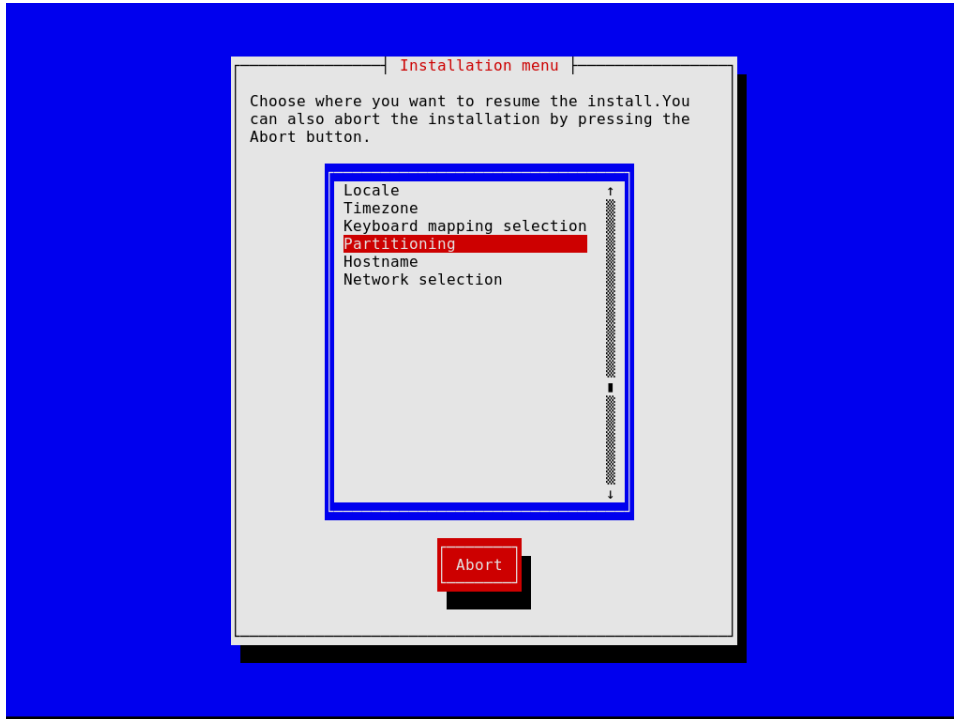 Installation menu
Choose where you want to resume the install.You
can also abort the installation by pressing the
Abort button.
Locale
Timezone
Keyboard mapping selection
Partitioning
Hostname
Network selection
Abort